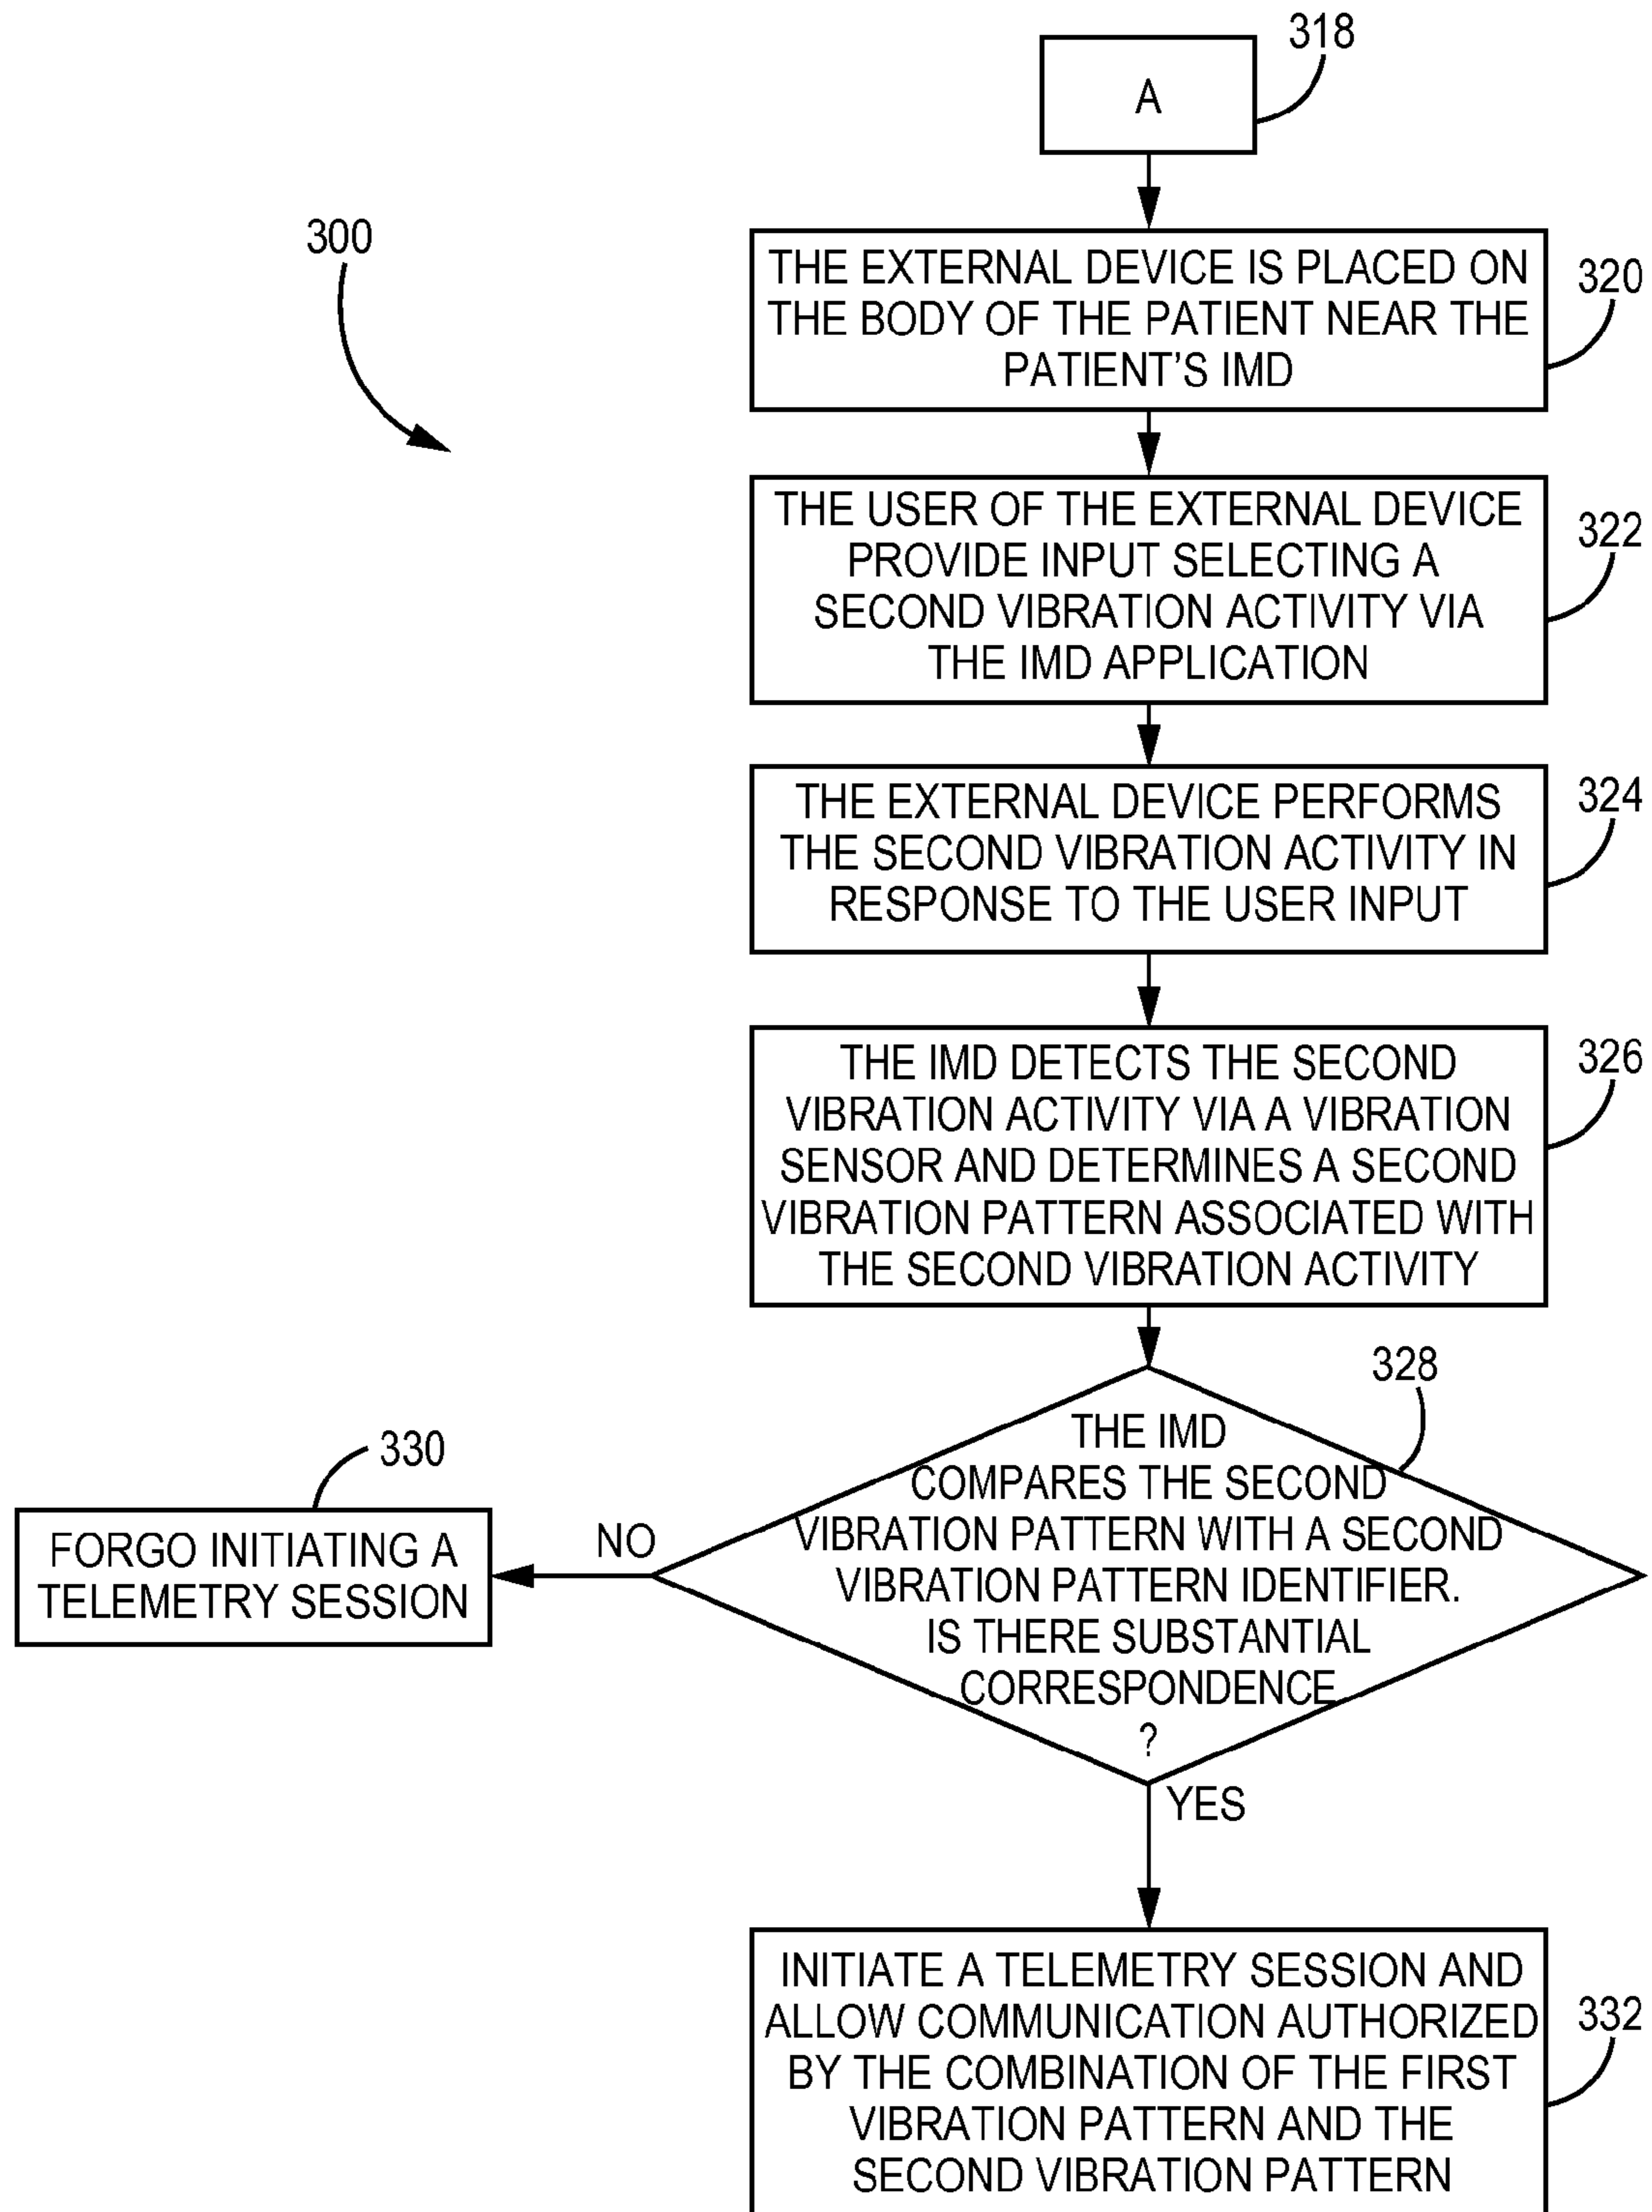 318
A
300
THE EXTERNAL DEVICE IS PLACED ON
THE BODY OF THE PATIENT NEAR THE
PATIENT'S IMD
320
THE USER OF THE EXTERNAL DEVICE
PROVIDE INPUT SELECTING A
SECOND VIBRATION ACTIVITY VIA
THE IMD APPLICATION
322
THE EXTERNAL DEVICE PERFORMS
THE SECOND VIBRATION ACTIVITY IN
RESPONSE TO THE USER INPUT
324
THE IMD DETECTS THE SECOND
VIBRATION ACTIVITY VIA A VIBRATION
SENSOR AND DETERMINES A SECOND
VIBRATION PATTERN ASSOCIATED WITH
THE SECOND VIBRATION ACTIVITY
326
328
THE IMD
COMPARES THE SECOND
VIBRATION PATTERN WITH A SECOND
VIBRATION PATTERN IDENTIFIER.
IS THERE SUBSTANTIAL
CORRESPONDENCE
?
NO
330
FORGO INITIATING A
TELEMETRY SESSION
YES
INITIATE A TELEMETRY SESSION AND
ALLOW COMMUNICATION AUTHORIZED
BY THE COMBINATION OF THE FIRST
VIBRATION PATTERN AND THE
SECOND VIBRATION PATTERN
332